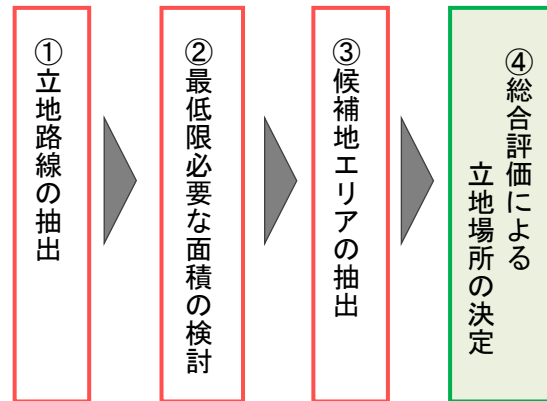 ①立地路線の抽出
②最低限必要な面積の検討
③候補地エリアの抽出
④総合評価による
立地場所の決定